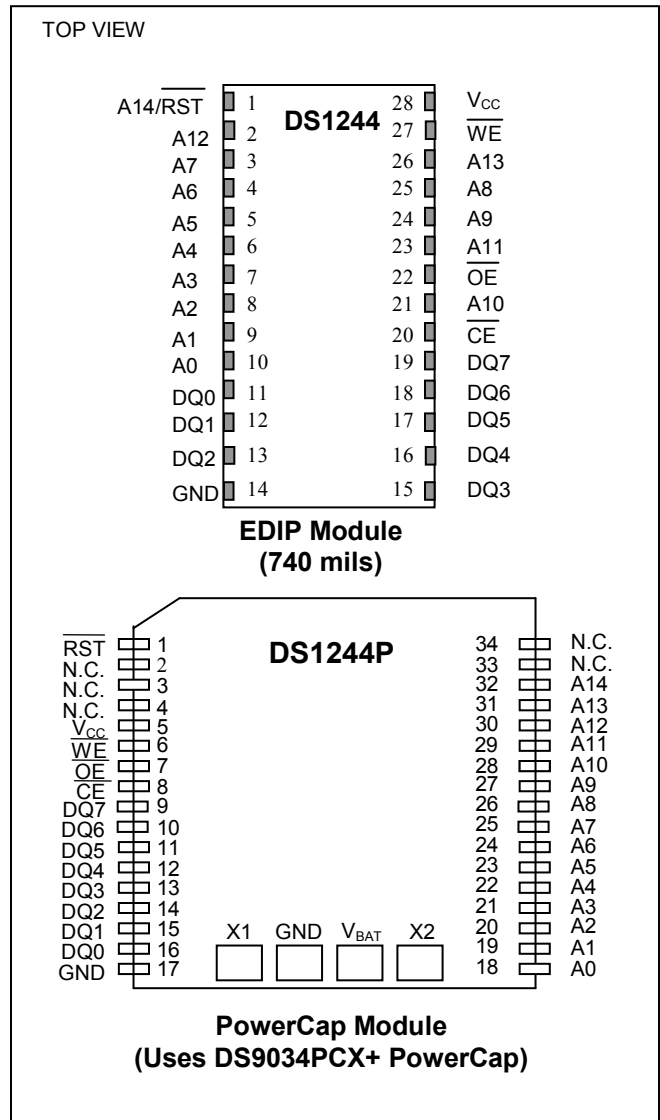 TOP VIEW
A14/RST 1 DS1244 28 VCC
A12 2 27 WE
A7 3 26 A13
A6 4 25 A8
A5 5 24 A9
A4 6 23 A11
A3 7 22 OE
A2 8 21 A10
A1 9 20 CE
A0 10 19 DQ7
DQ0 11 18 DQ6
DQ1 12 17 DQ5
DQ2 13 16 DQ4
GND 14 15 DQ3
EDIP Module
(740 mils)
RST 1 DS1244P 34 N.C.
N.C. 2 33 N.C.
N.C. 3 32 A14
N.C. 4 31 A13
VCC 5 30 A12
WE 6 29 A11
OE 7 28 A10
CE 8 27 A9
DQ7 9 26 A8
DQ6 10 25 A7
DQ5 11 24 A6
DQ4 12 23 A5
DQ3 13 22 A4
DQ2 14 21 A3
DQ1 15 X1 GND VBAT X2 20 A2
DQ0 16 19 A1
GND 17 18 A0
PowerCap Module
(Uses DS9034PCX+ PowerCap)